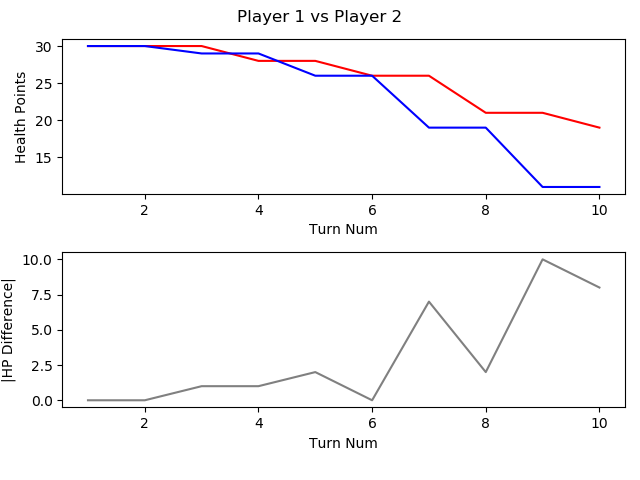 Player 1 vs Player 2
30
25
20
15
Health Points
2 4 6 8 10
Turn Num
10.0
7.5
5.0
2.5
0.0
|HP Difference|
2 4 6 8 10
Turn Num